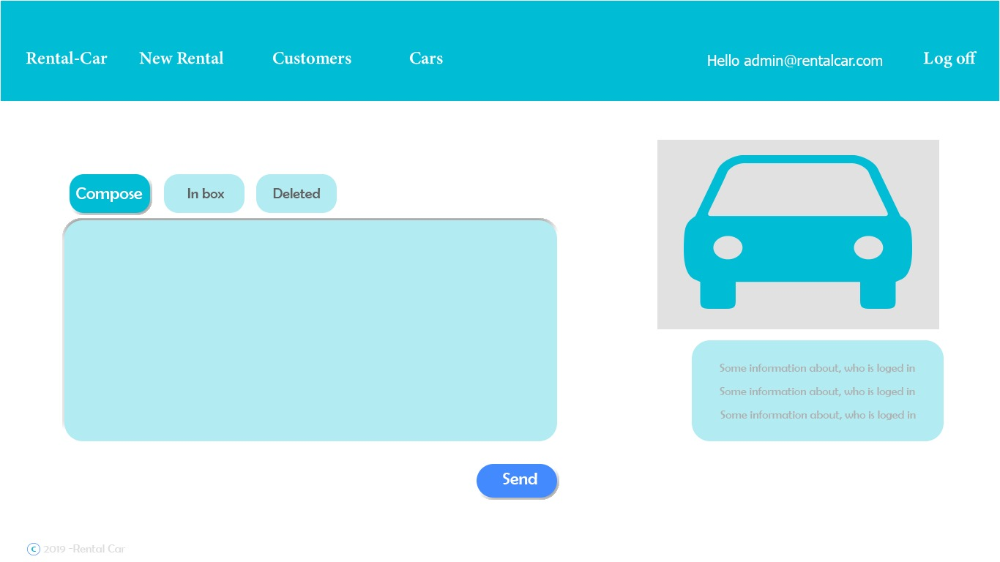 Rental-Car New Rental Customers Cars Hello admin@rentalcar.com Log off
Compose In box Deleted
Some information about, who is loged in
Some information about, who is loged in
Some information about, who is loged in
Send
© 2019 -Rental Car